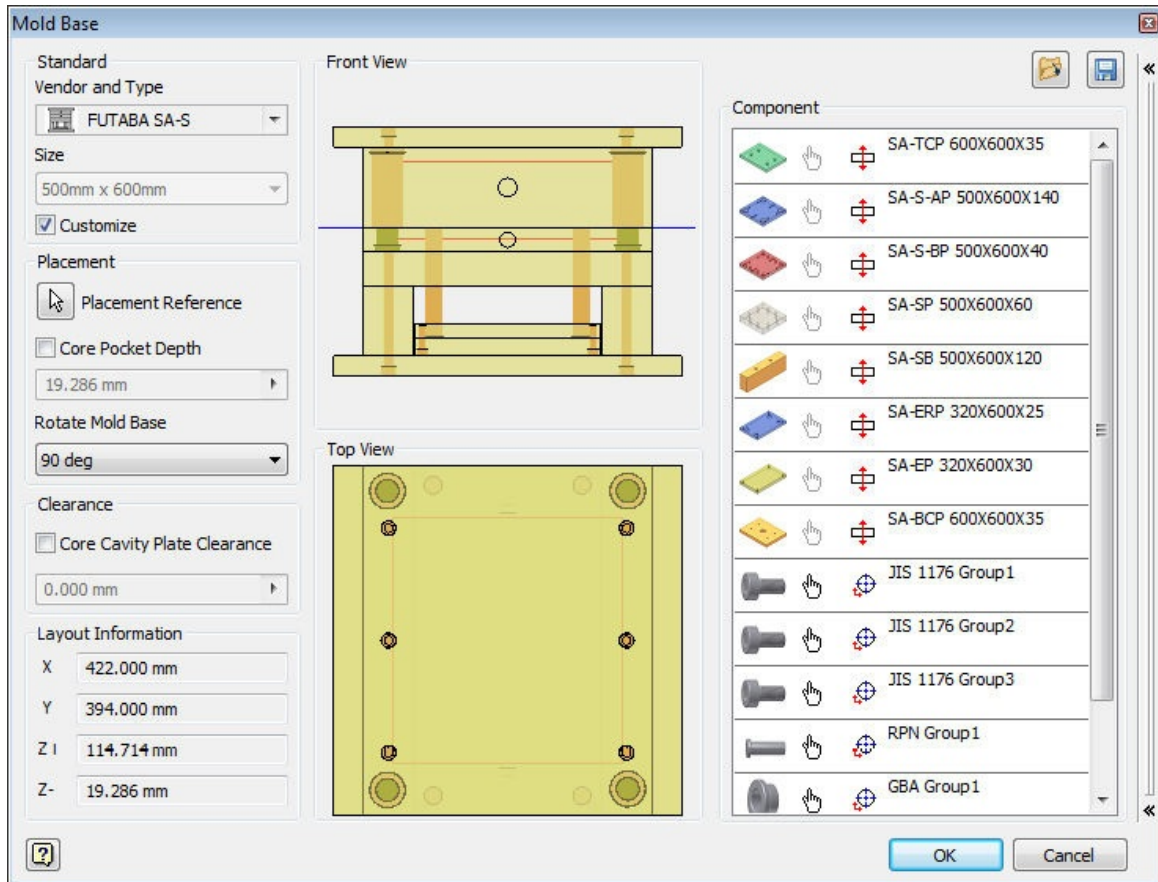 Mold Base
Standard
Vendor and Type
FUTABA SA-S
Size
500mm x 600mm
Customize
Placement
Placement Reference
Core Pocket Depth
19.286 mm
Rotate Mold Base
90 deg
Clearance
Core Cavity Plate Clearance
0.000 mm
Layout Information
X 422.000 mm
Y 394.000 mm
Z I 114.714 mm
Z- 19.286 mm
Front View
Top View
Component
SA-TCP 600X600X35
SA-S-AP 500X600X140
SA-S-BP 500X600X40
SA-SP 500X600X60
SA-SB 500X600X120
SA-ERP 320X600X25
SA-EP 320X600X30
SA-BCP 600X600X35
JIS 1176 Group1
JIS 1176 Group2
JIS 1176 Group3
RPN Group1
GBA Group1
OK
Cancel